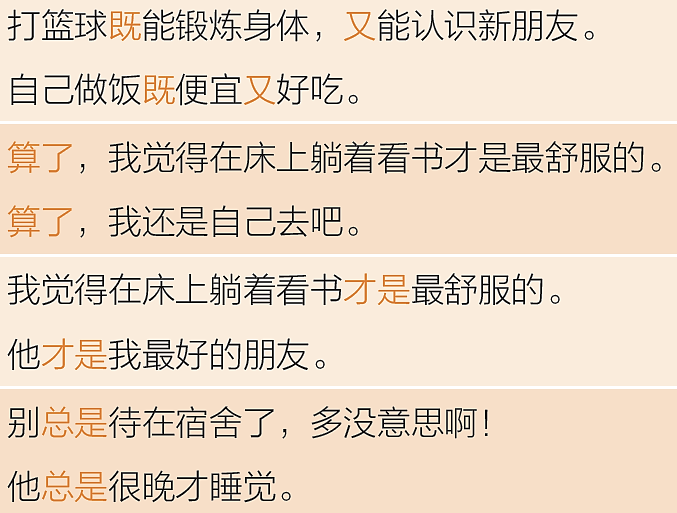 打篮球既能锻炼身体，又能认识新朋友。
自己做饭既便宜又好吃。
算了，我觉得在床上躺着看书才是最舒服的。
算了，我还是自己去吧。
我觉得在床上躺着看书才是最舒服的。
他才是我最好的朋友。
别总是待在宿舍了，多没意思啊！
他总是很晚才睡觉。